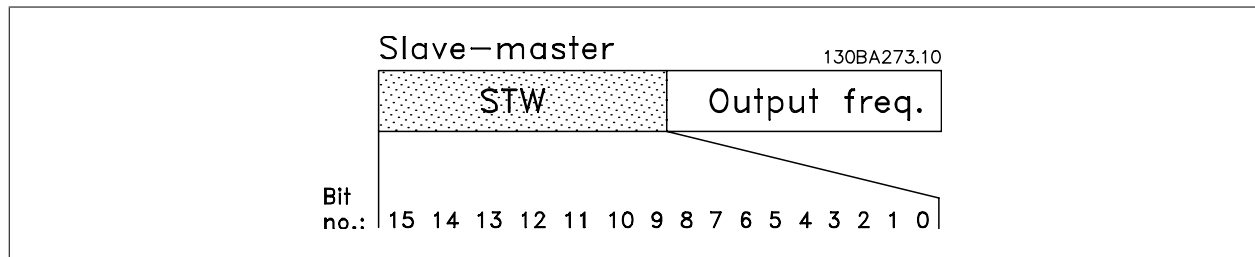 Slave-master
130BA273.10
STW
Output freq.
Bit
no.: 15 14 13 12 11 10 9 8 7 6 5 4 3 2 1 0